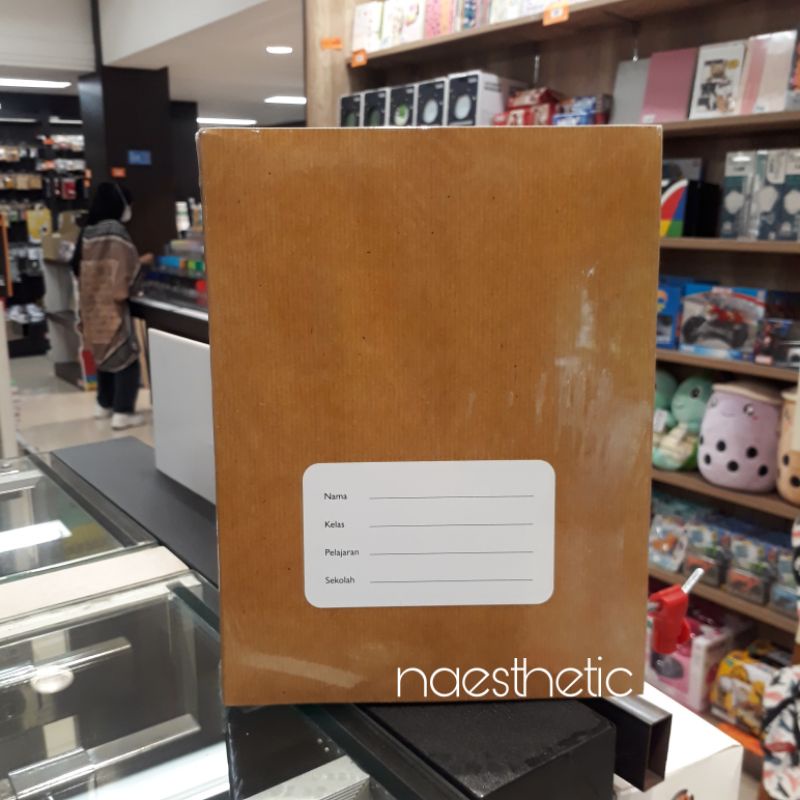 Nama
Kelas
Pelajaran
Sekolah
naesthetic